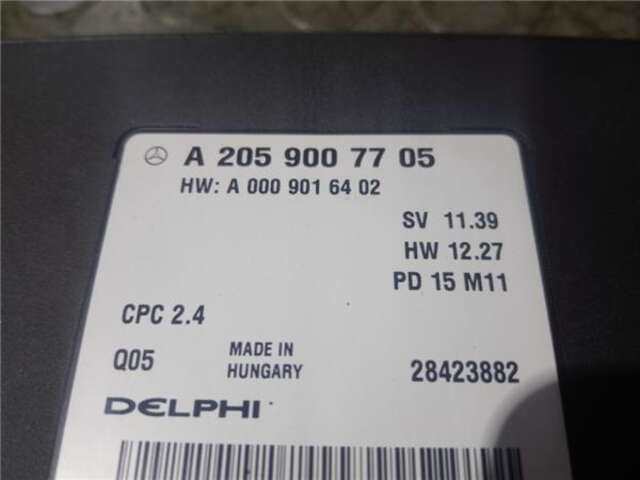 A 205 900 77 05
HW: A 000 901 64 02
SV 11.39
HW 12.27
PD 15 M11
CPC 2.4
Q05 MADE IN HUNGARY 28423882
DELPHI